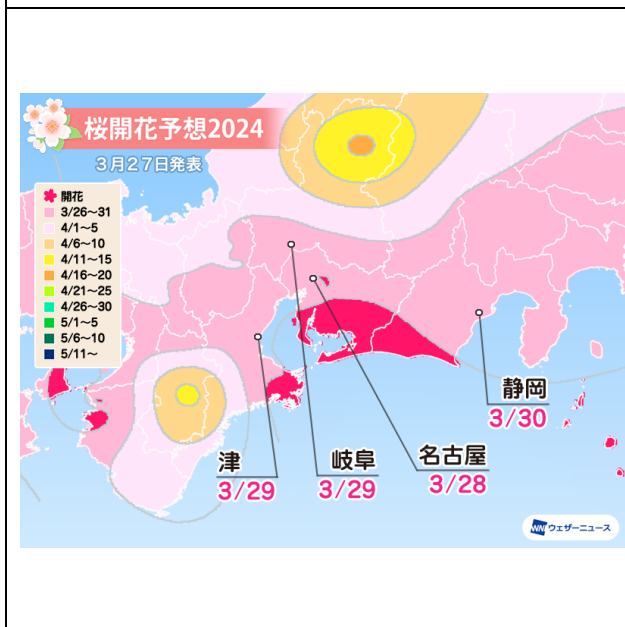 桜開花予想2024
3月27日発表
開花
3/26～31
4/1～5
4/6～10
4/11～15
4/16～20
4/21～25
4/26～30
5/1～5
5/6～10
5/11～
静岡
3/30
名古屋
3/28
岐阜
3/29
津
3/29
WNI ウェザーニュース